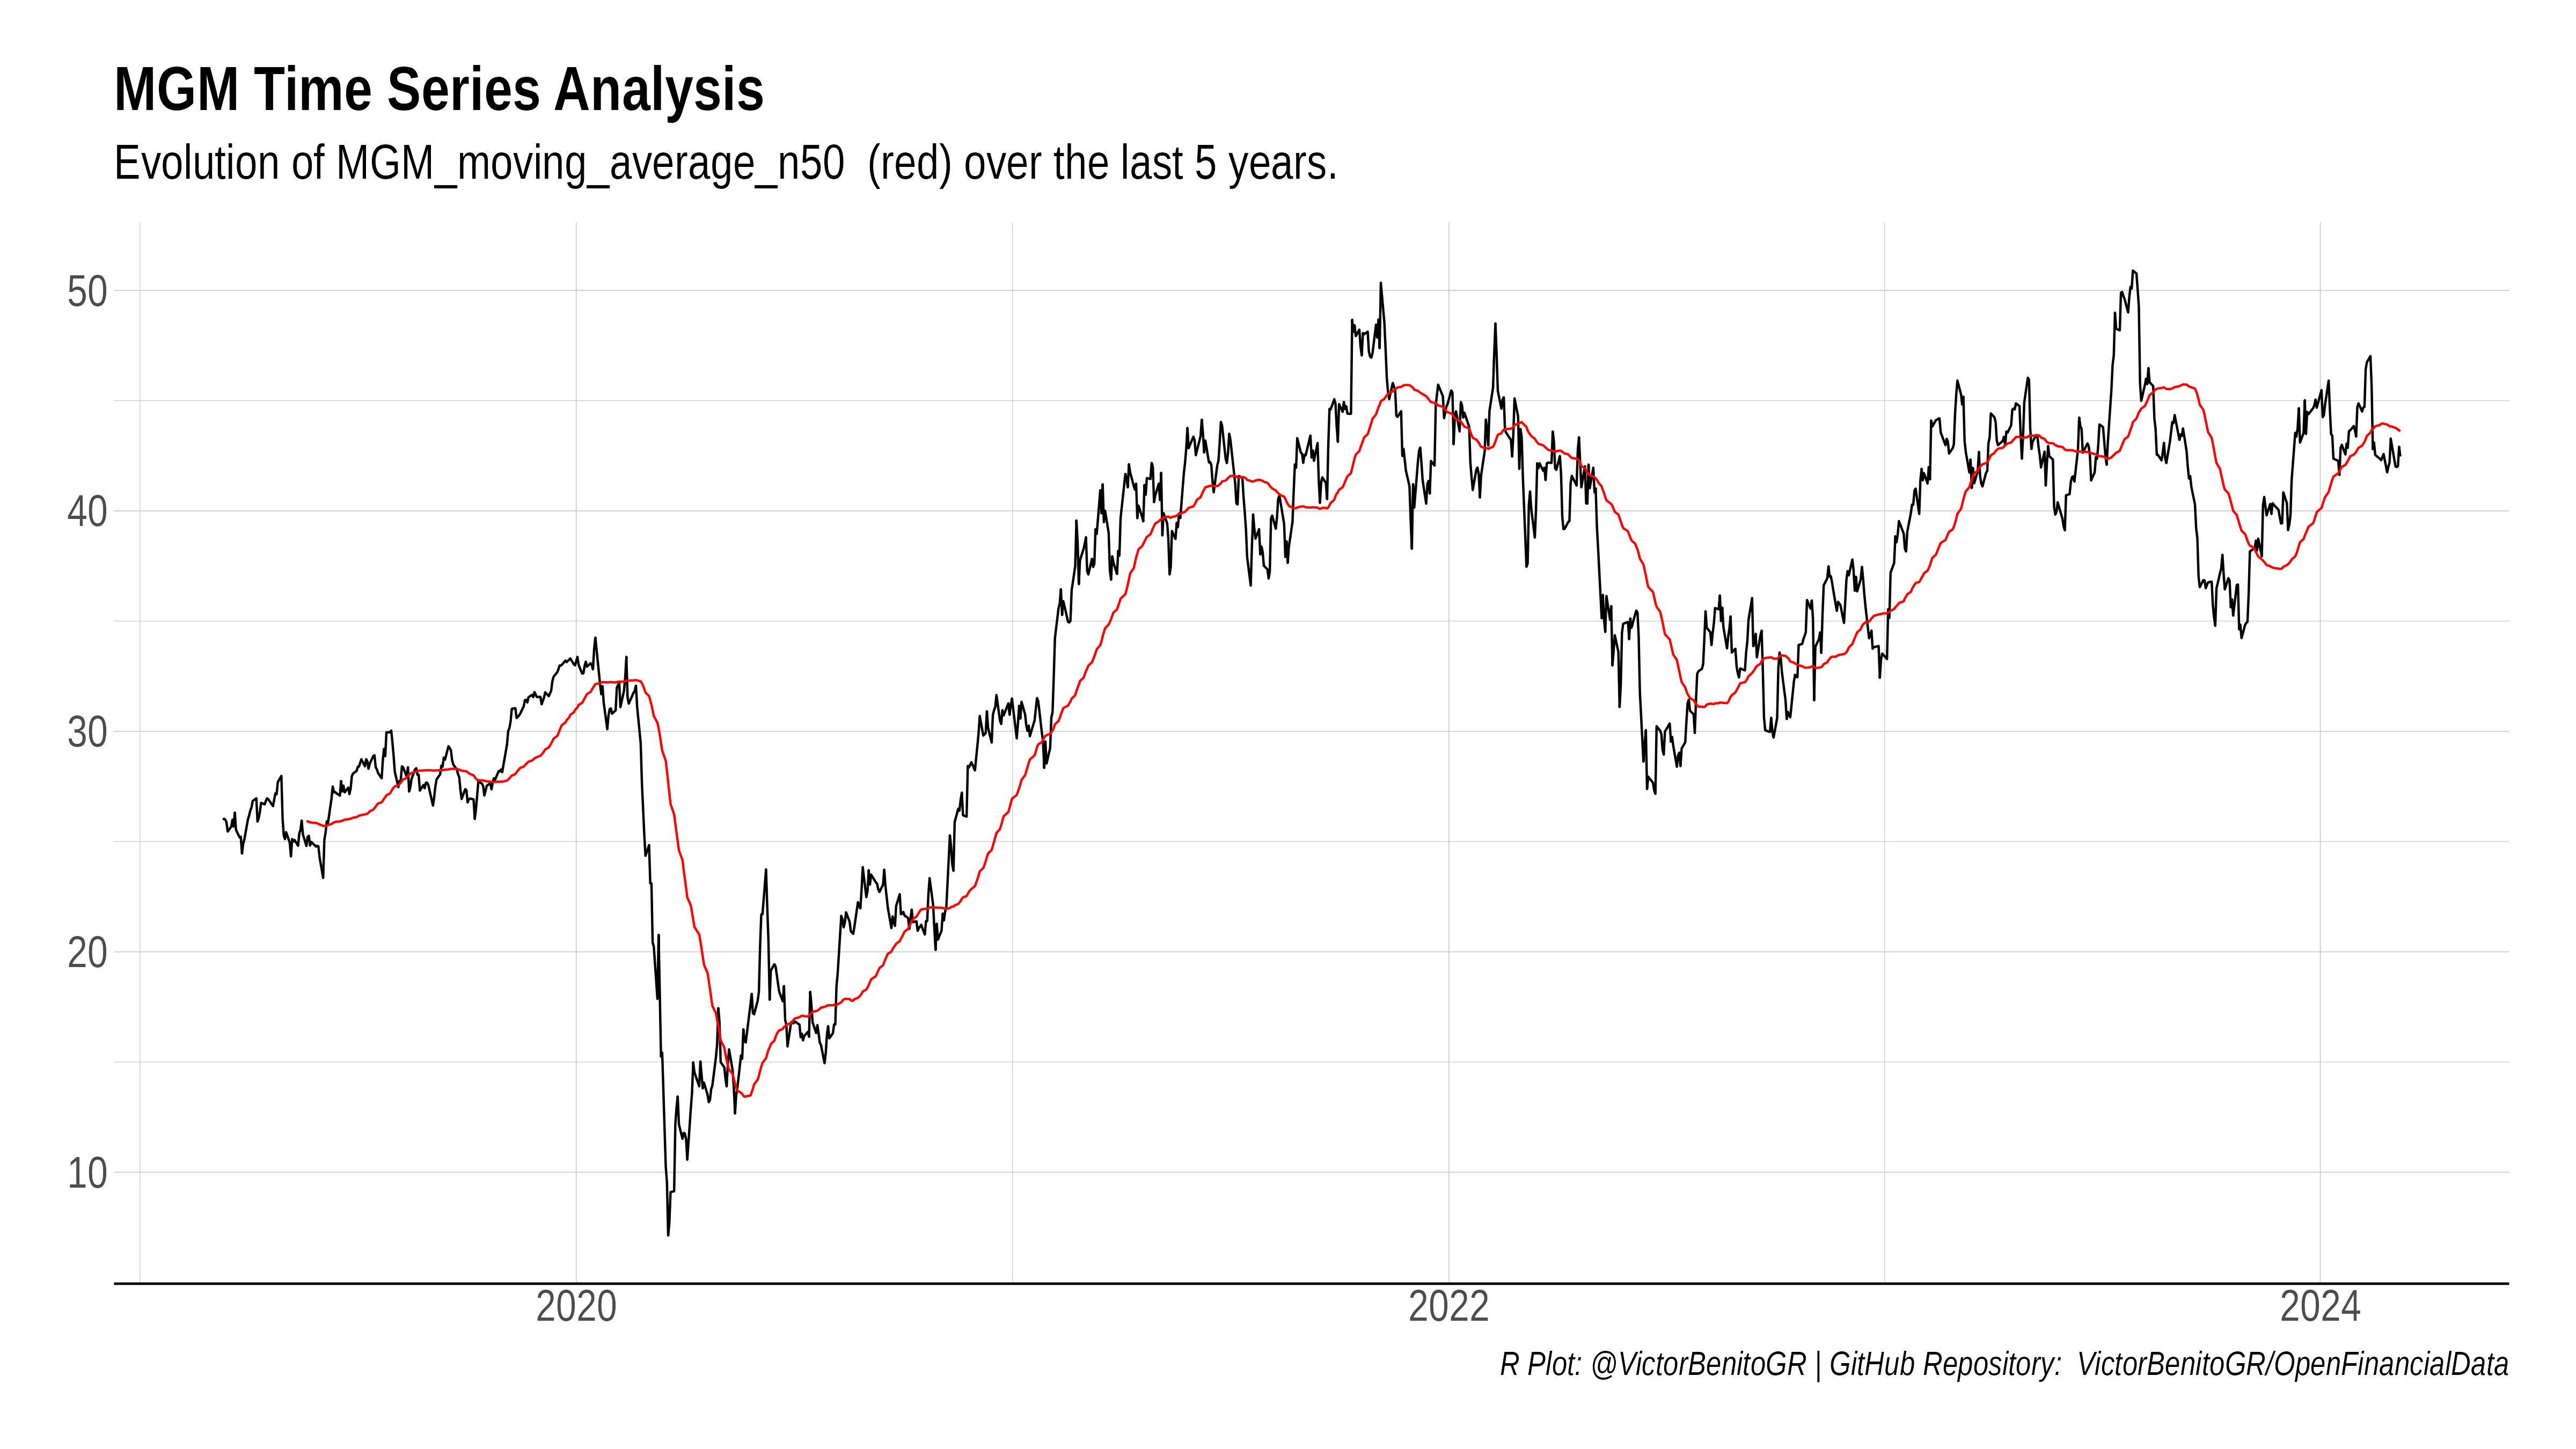 MGM Time Series Analysis
Evolution of MGM_moving_average_n50  (red) over the last 5 years.
50
40
30
20
10
2020 2022 2024
R Plot: @VictorBenitoGR | GitHub Repository:  VictorBenitoGR/OpenFinancialData